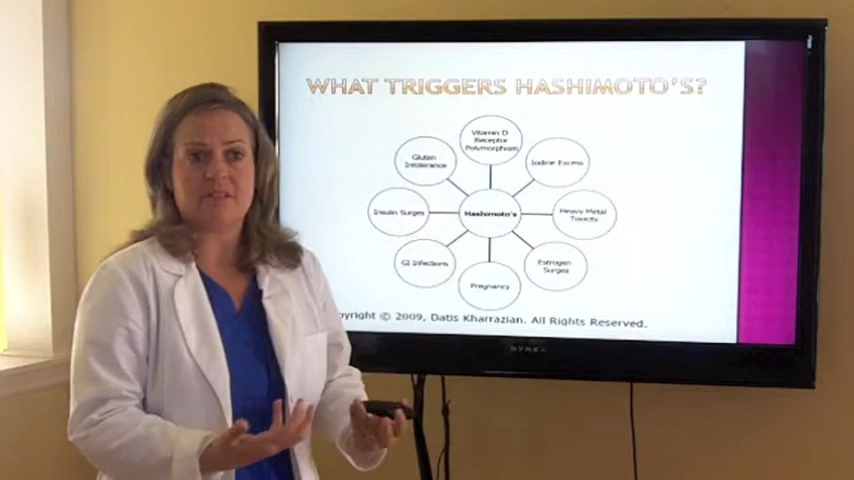 WHAT TRIGGERS HASHIMOTO'S?
Vitamin D
Receptor
Polymorphism
Gluten
Intolerance
Iodine Excess
Insulin Surges
Hashimoto's
Heavy Metal
Toxicity
GI Infections
Estrogen
Surges
Pregnancy
pyright © 2009, Datis Kharrazian. All Rights Reserved.
DYNEX